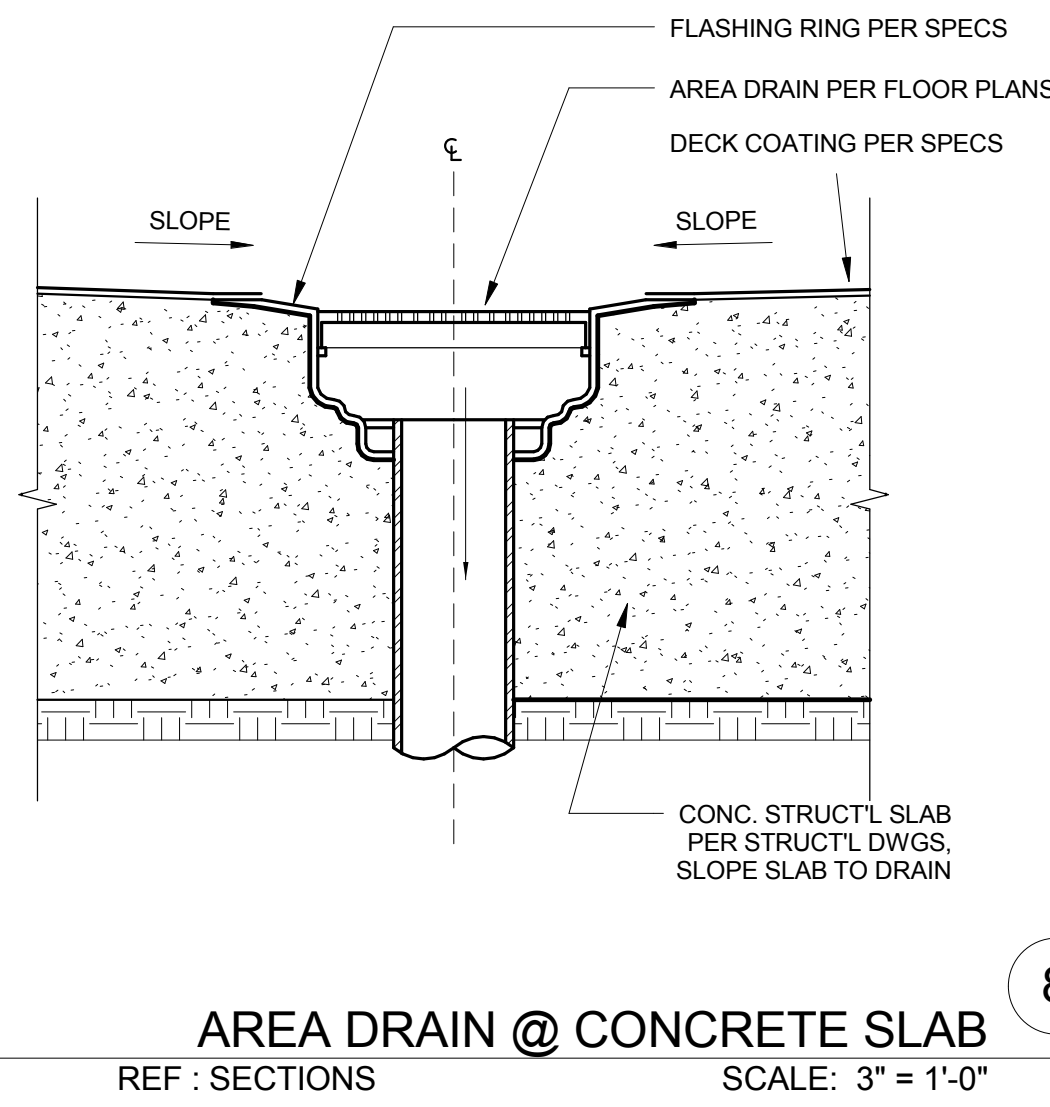 FLASHING RING PER SPECS
AREA DRAIN PER FLOOR PLANS
DECK COATING PER SPECS
℄
SLOPE
SLOPE
CONC. STRUCT'L SLAB
PER STRUCT'L DWGS,
SLOPE SLAB TO DRAIN
AREA DRAIN @ CONCRETE SLAB
REF : SECTIONS
SCALE: 3" = 1'-0"